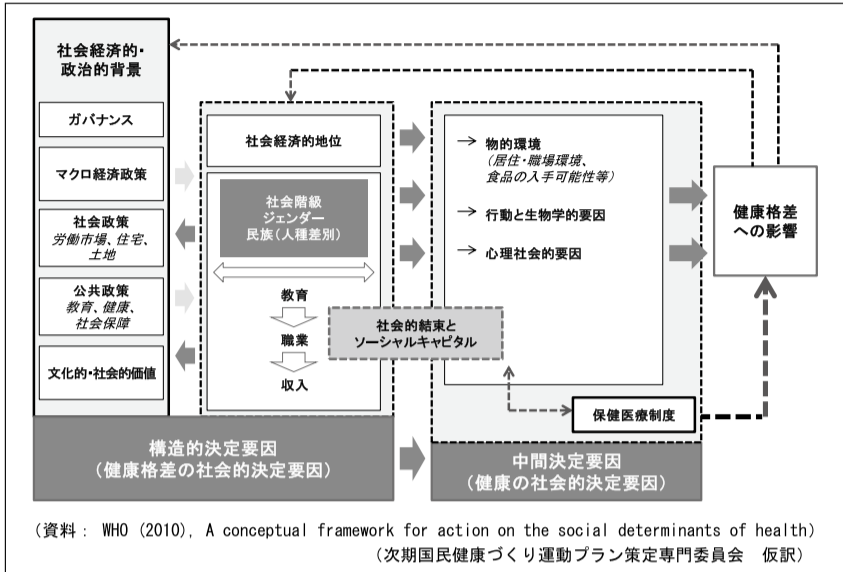 社会経済的・
政治的背景
ガバナンス
マクロ経済政策
社会政策
労働市場、住宅、
土地
公共政策
教育、健康、
社会保障
文化的・社会的価値
社会経済的地位
社会階級
ジェンダー
民族(人種差別)
教育
職業
収入
社会的結束と
ソーシャルキャピタル
物的環境
(居住・職場環境、
食品の入手可能性等)
行動と生物学的要因
心理社会的要因
保健医療制度
健康格差
への影響
構造的決定要因
(健康格差の社会的決定要因)
中間決定要因
(健康の社会的決定要因)
(資料: WHO (2010), A conceptual framework for action on the social determinants of health)
(次期国民健康づくり運動プラン策定専門委員会 仮訳)